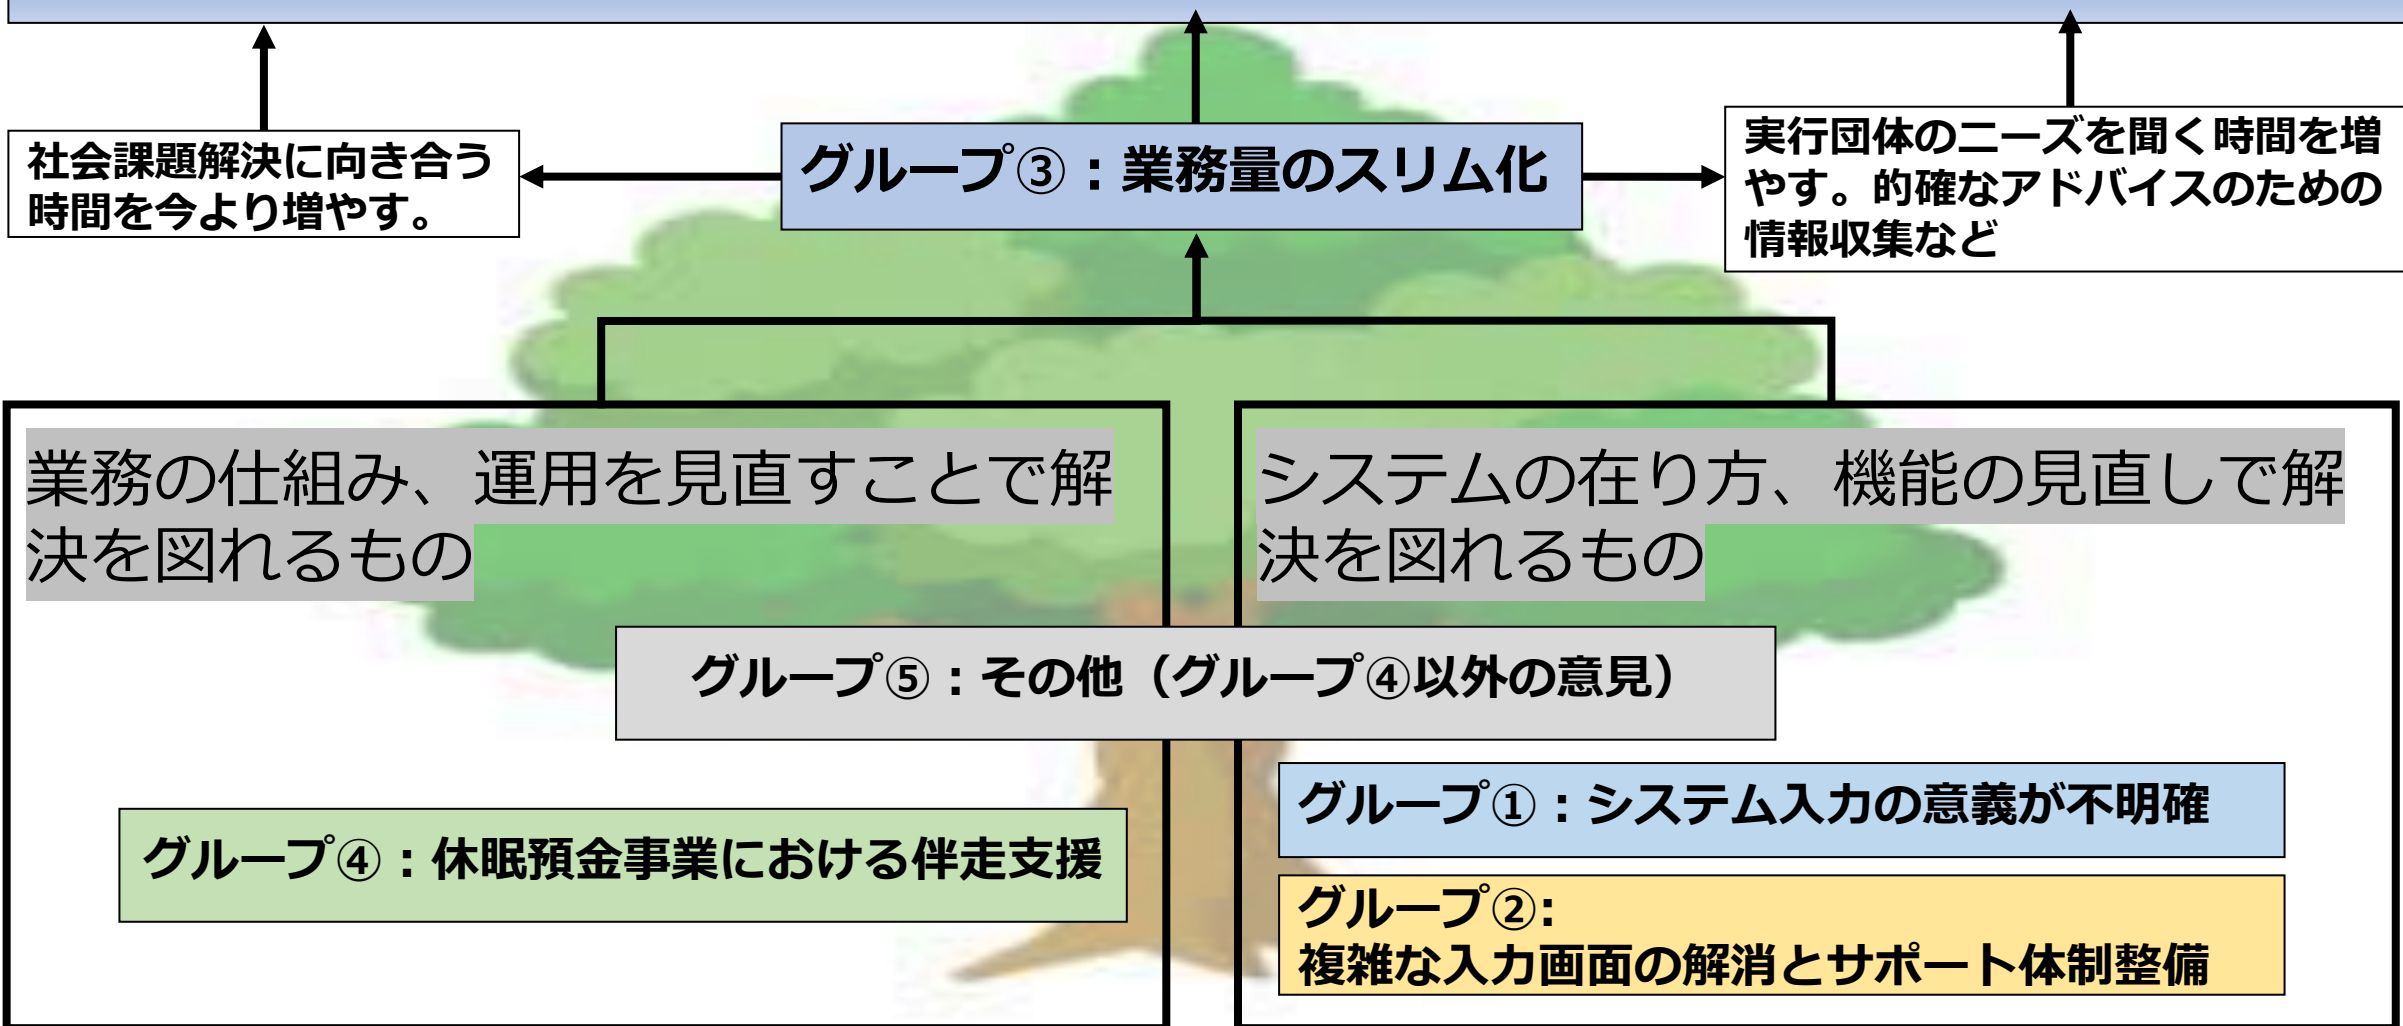 社会課題解決に向き合う
時間を今より増やす。
グループ③：業務量のスリム化
実行団体のニーズを聞く時間を増
やす。的確なアドバイスのための
情報収集など
業務の仕組み、運用を見直すことで解
決を図れるもの
システムの在り方、機能の見直しで解
決を図れるもの
グループ⑤：その他（グループ④以外の意見）
グループ④：休眠預金事業における伴走支援
グループ①：システム入力の意義が不明確
グループ②:
複雑な入力画面の解消とサポート体制整備